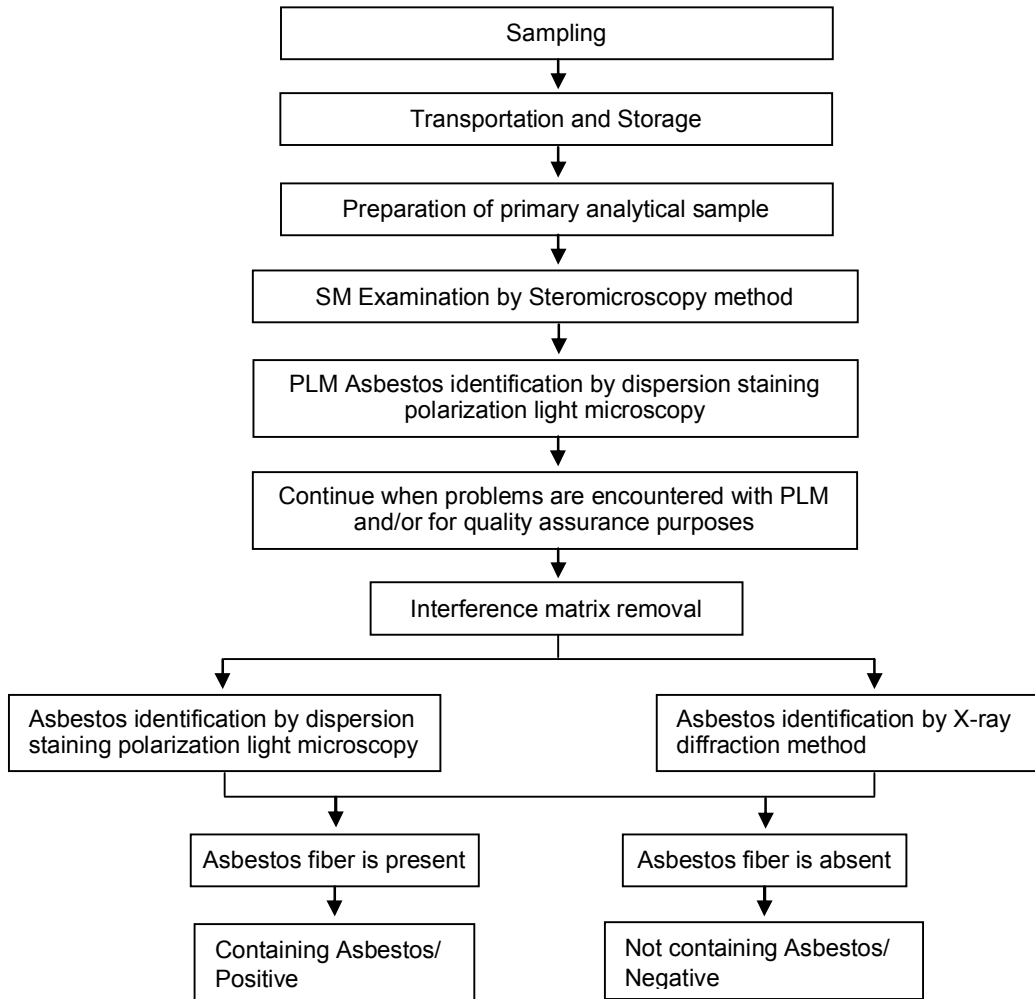 Sampling
Transportation and Storage
Preparation of primary analytical sample
SM Examination by Steromicroscopy method
PLM Asbestos identification by dispersion staining
polarization light microscopy
Continue when problems are encountered with PLM
and/or for quality assurance purposes
Interference matrix removal
Asbestos identification by dispersion
staining polarization light microscopy
Asbestos identification by X-ray
diffraction method
Asbestos fiber is present
Asbestos fiber is absent
Containing Asbestos/
Positive
Not containing Asbestos/
Negative